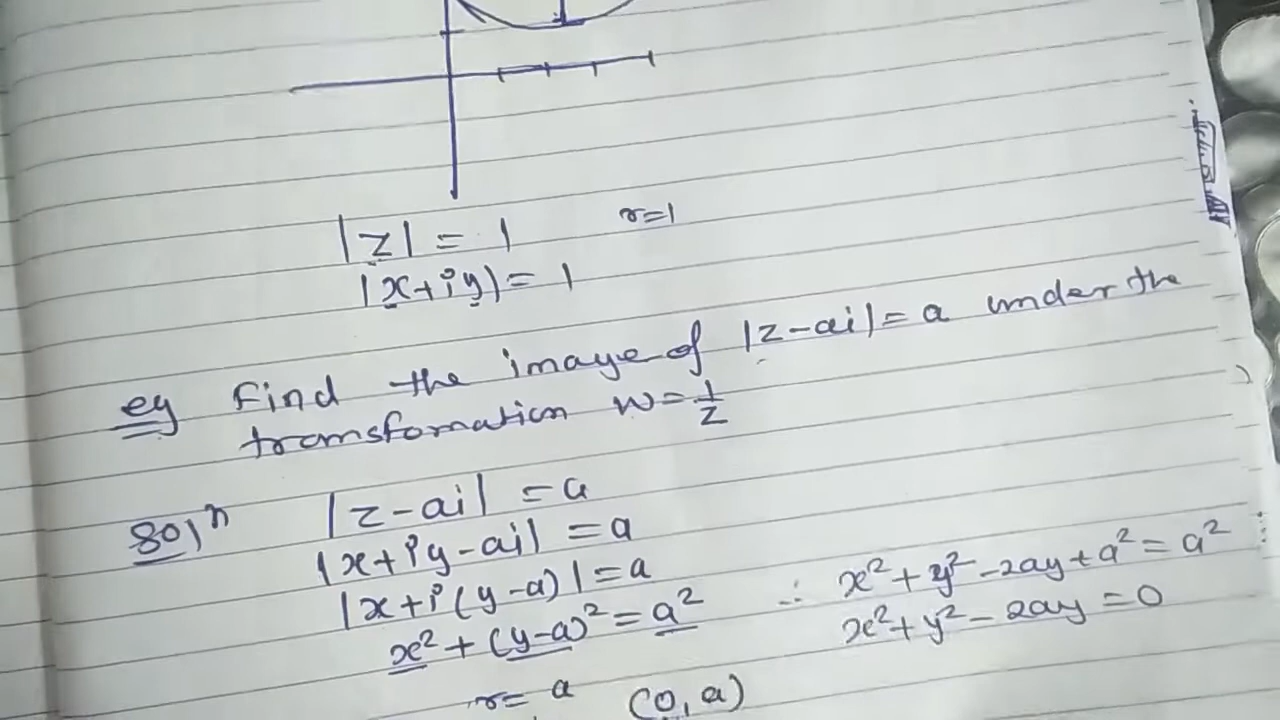 |z| = 1 r=1
|x+iy| = 1
eg Find the image of |z-ai|=a under the
transfomation w=1/z
Solⁿ |z-ai| = a
|x+iy-ai| = a
|x+i(y-a)|=a
x²+(y-a)²=a² ∴ x²+y²-2ay+a²=a²
x²+y²-2ay=0
r=a (0,a)